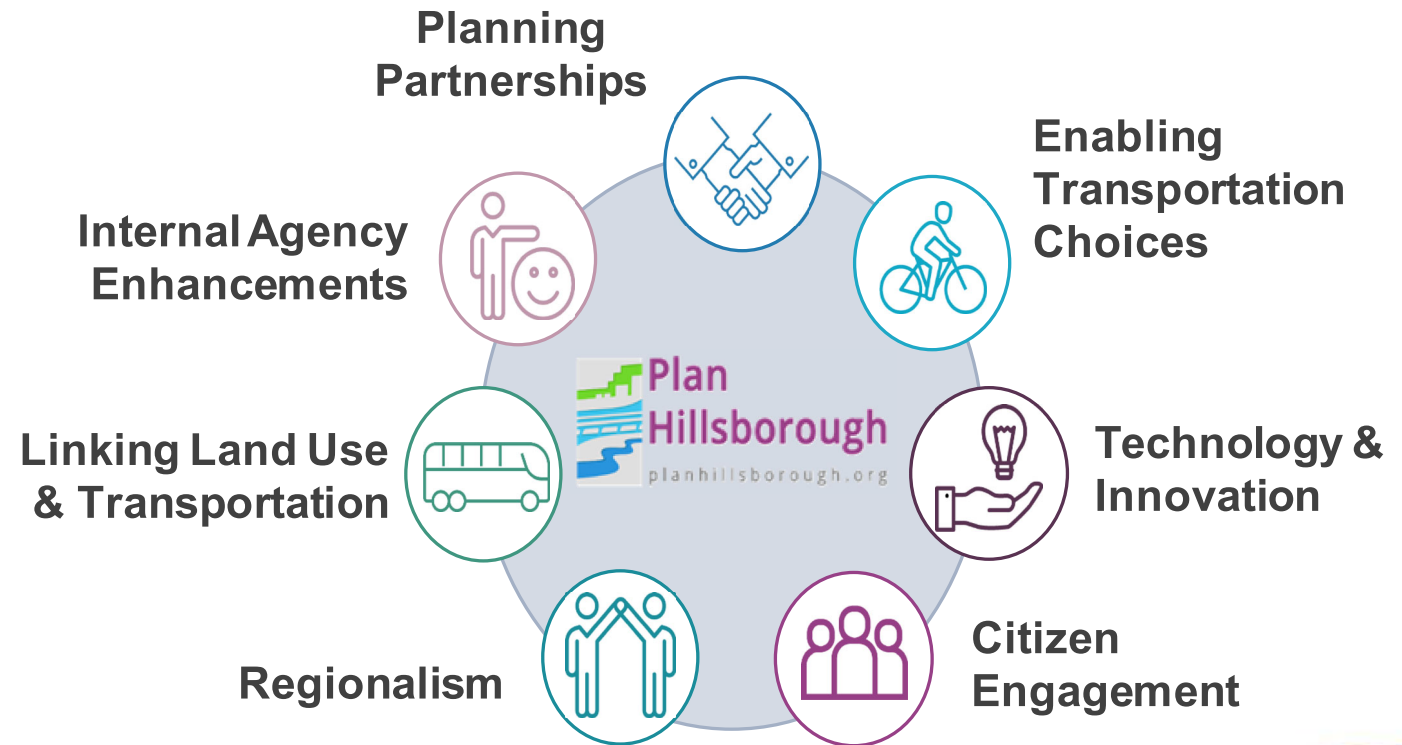 Planning
Partnerships
Enabling
Transportation
Choices
Internal Agency
Enhancements
Plan
Hillsborough
planhillsborough.org
Linking Land Use
& Transportation
Technology &
Innovation
Regionalism
Citizen
Engagement